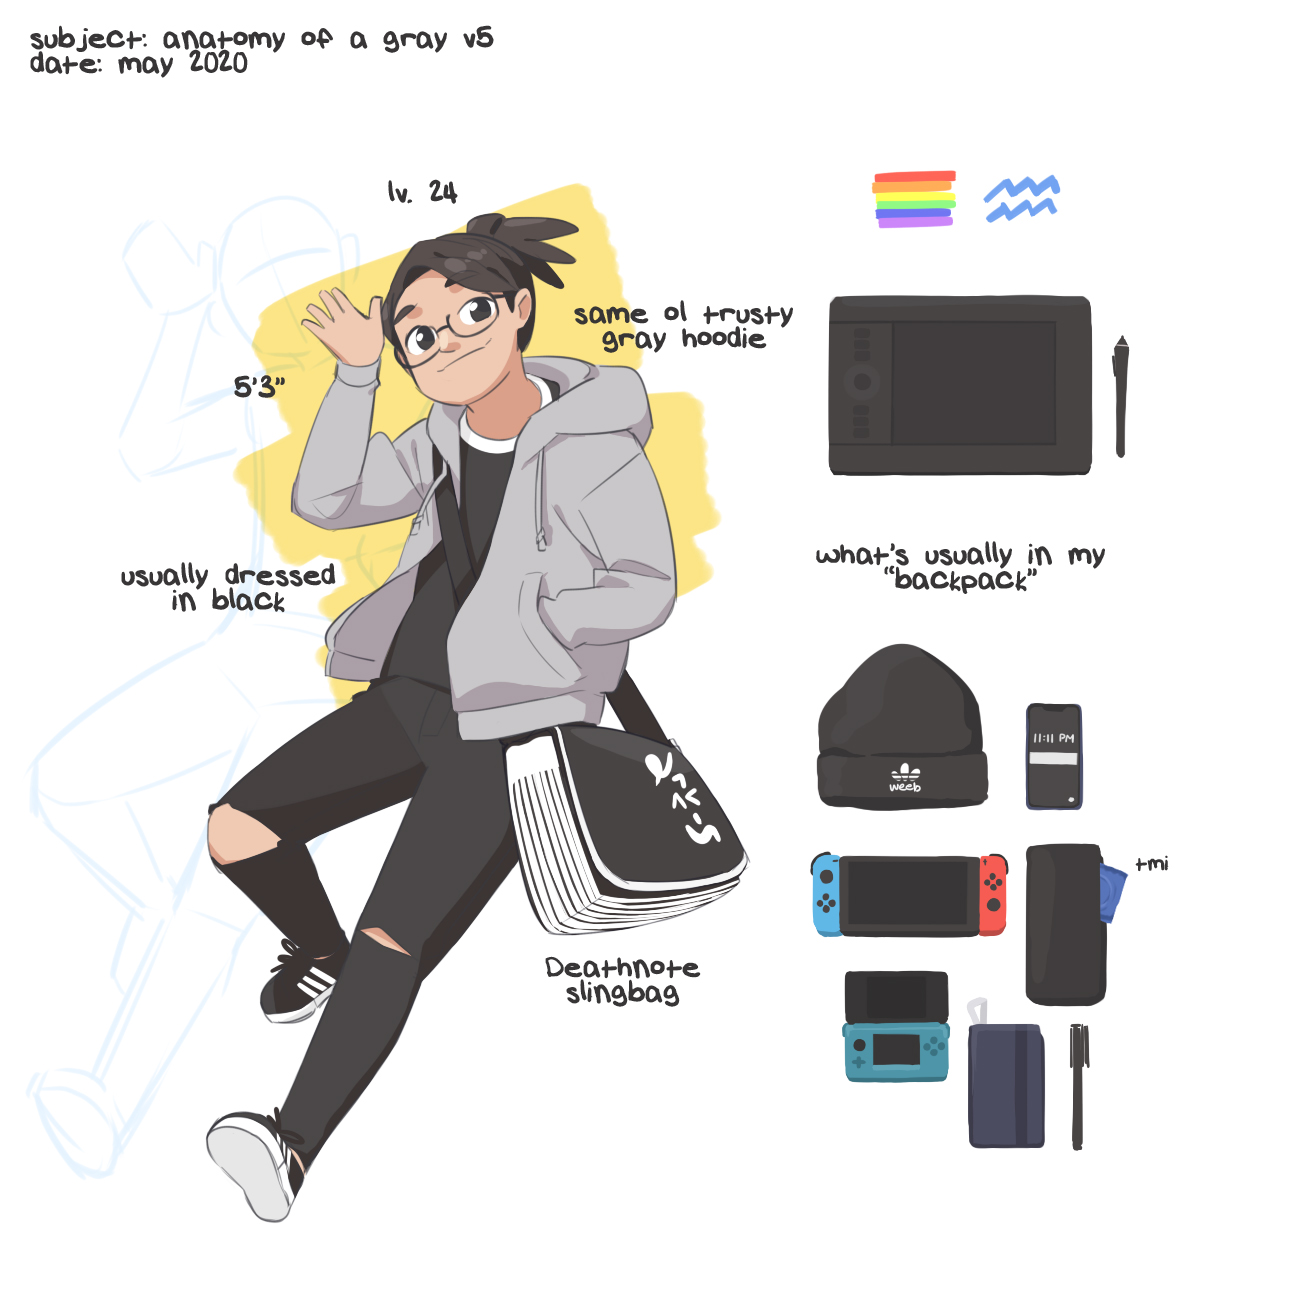 subject: anatomy of a gray v5
date: may 2020
lv. 24
same ol trusty
gray hoodie
5'3"
usually dressed
in black
what's usually in my
"backpack"
weeb
11:11 PM
tmi
Deathnote
slingbag